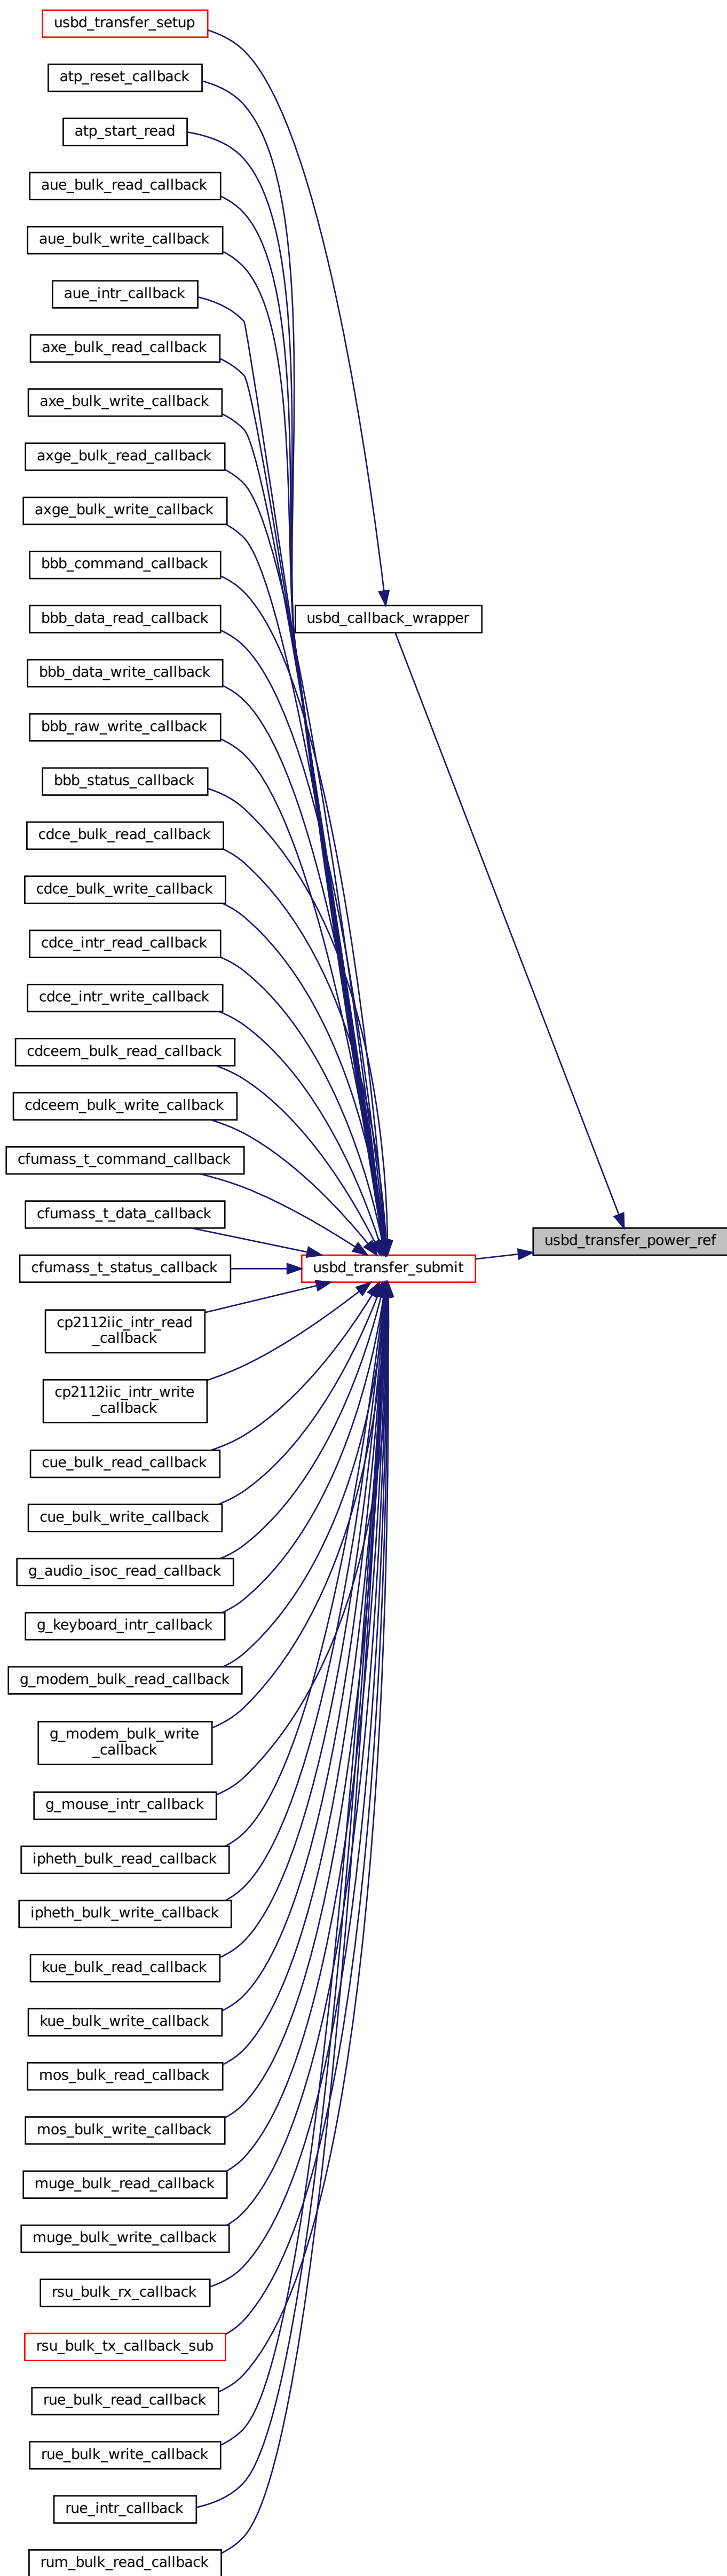 usbd_transfer_setup
atp_reset_callback
atp_start_read
aue_bulk_read_callback
aue_bulk_write_callback
aue_intr_callback
axe_bulk_read_callback
axe_bulk_write_callback
axge_bulk_read_callback
axge_bulk_write_callback
bbb_command_callback
bbb_data_read_callback
usbd_callback_wrapper
bbb_data_write_callback
bbb_raw_write_callback
bbb_status_callback
cdce_bulk_read_callback
cdce_bulk_write_callback
cdce_intr_read_callback
cdce_intr_write_callback
cdceem_bulk_read_callback
cdceem_bulk_write_callback
cfumass_t_command_callback
cfumass_t_data_callback
usbd_transfer_power_ref
cfumass_t_status_callback
usbd_transfer_submit
cp2112iic_intr_read
_callback
cp2112iic_intr_write
_callback
cue_bulk_read_callback
cue_bulk_write_callback
g_audio_isoc_read_callback
g_keyboard_intr_callback
g_modem_bulk_read_callback
g_modem_bulk_write
_callback
g_mouse_intr_callback
ipheth_bulk_read_callback
ipheth_bulk_write_callback
kue_bulk_read_callback
kue_bulk_write_callback
mos_bulk_read_callback
mos_bulk_write_callback
muge_bulk_read_callback
muge_bulk_write_callback
rsu_bulk_rx_callback
rsu_bulk_tx_callback_sub
rue_bulk_read_callback
rue_bulk_write_callback
rue_intr_callback
rum_bulk_read_callback